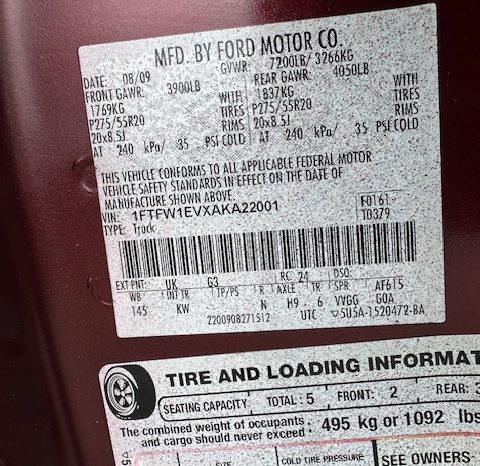 MFD. BY FORD MOTOR CO.
DATE: 08/09 GVWR: 7200LB/ 3266KG
FRONT GAWR: 3900LB REAR GAWR: 4050LB
1769KG WITH 1837KG WITH
P275/55R20 TIRES P275/55R20 TIRES
20x8.5J RIMS 20x8.5J RIMS
AT 240 kPa/ 35 PSI COLD AT 240 kPa/ 35 PSI COLD
THIS VEHICLE CONFORMS TO ALL APPLICABLE FEDERAL MOTOR
VEHICLE SAFETY STANDARDS IN EFFECT ON THE DATE OF
MANUFACTURE SHOWN ABOVE.
VIN: 1FTFW1EVXAKA22001 F0161
TYPE: Truck T0379
EXT PNT: UK G3 RC: 24 DSO:
WB INT TR TP/PS R AXLE TR SPR AF615
145 KW N H9 6 VVGG GOA
2200908271512 UTC ▽5U5A-1520472-BA
TIRE AND LOADING INFORMAT
SEATING CAPACITY TOTAL: 5 FRONT: 2 REAR: 3
The combined weight of occupants
and cargo should never exceed: 495 kg or 1092 lbs
SIZE COLD TIRE PRESSURE SEE OWNERS